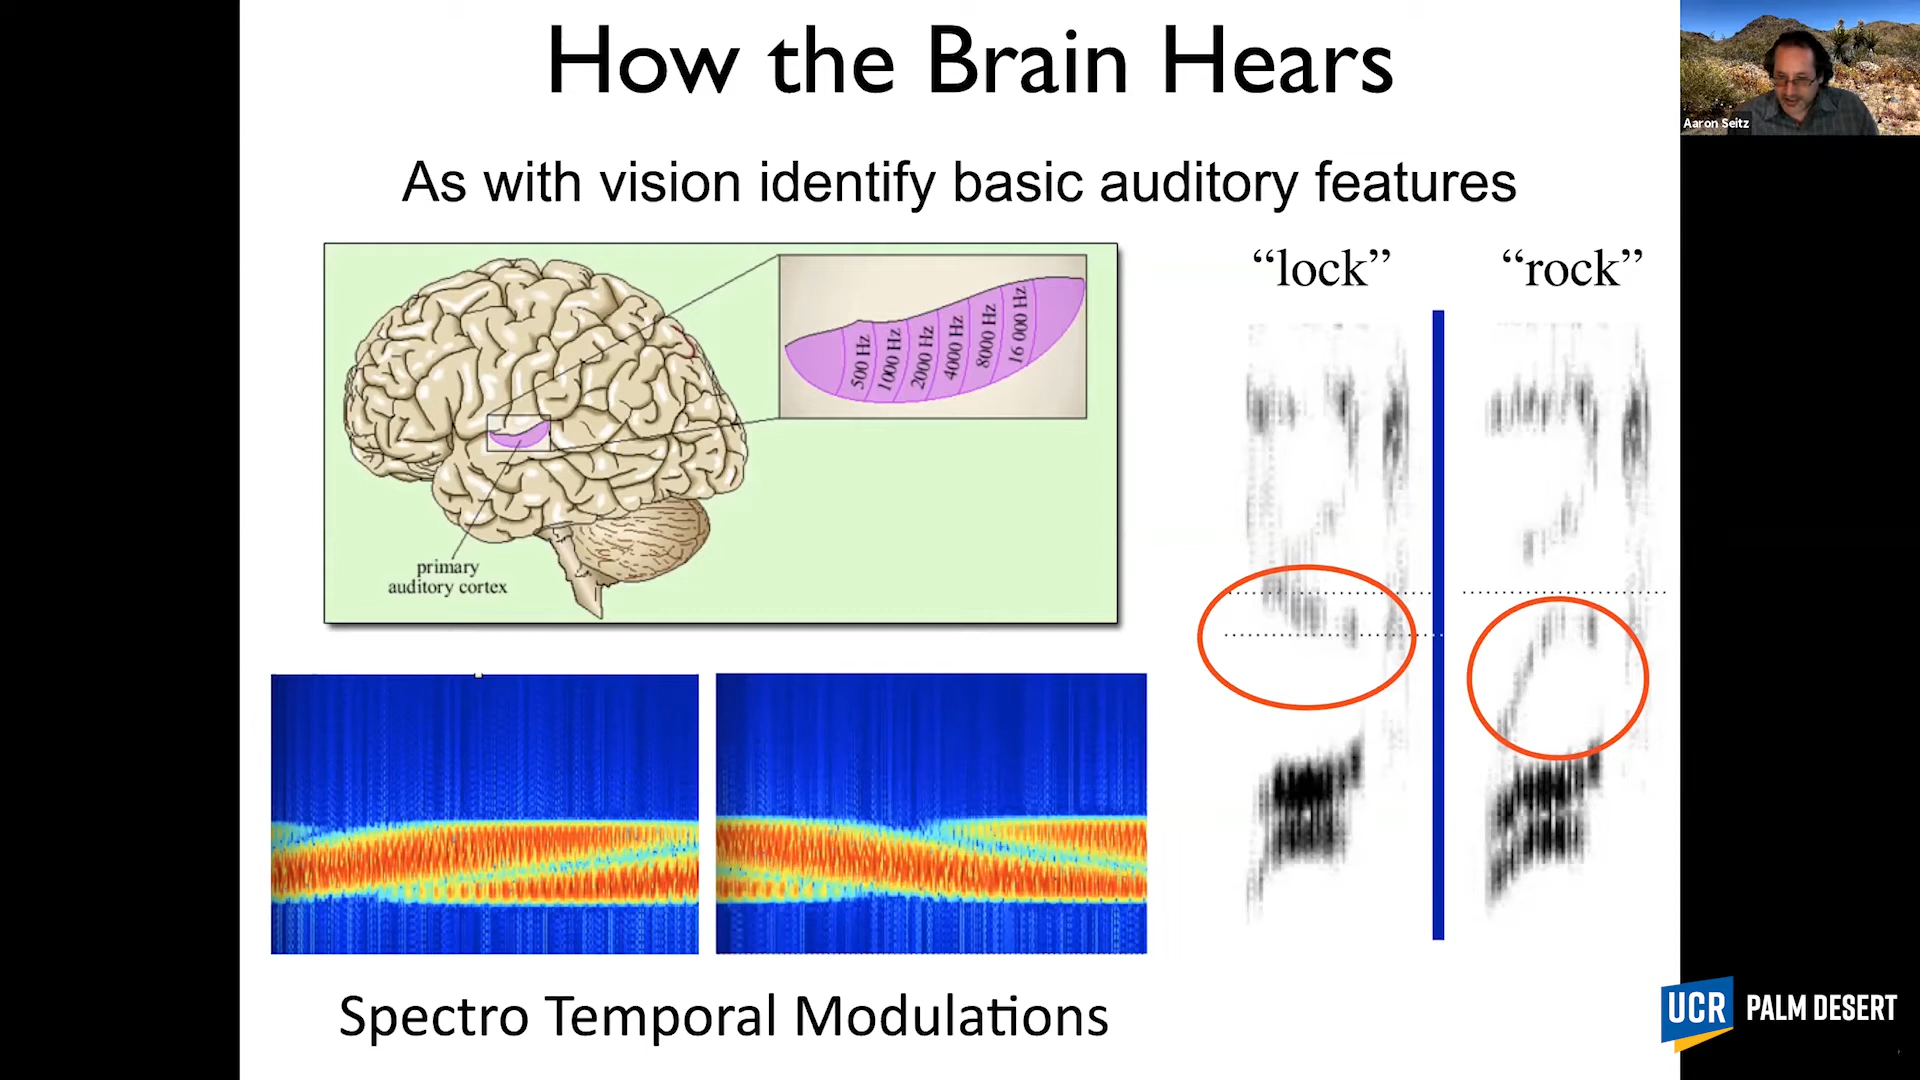 How the Brain Hears
Aaron Seitz
As with vision identify basic auditory features
"lock"
"rock"
500 Hz
1000 Hz
2000 Hz
4000 Hz
8000 Hz
16 000 Hz
primary
auditory cortex
Spectro Temporal Modulations
UCR PALM DESERT